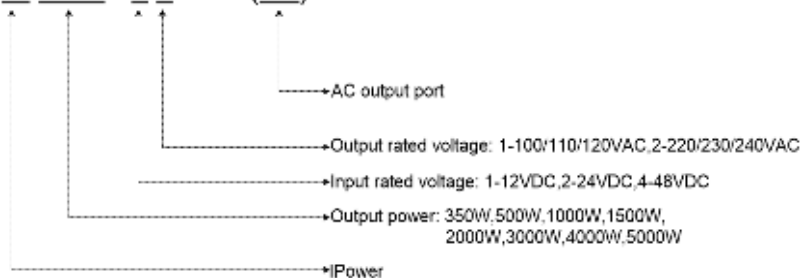 AC output port
Output rated voltage: 1-100/110/120VAC,2-220/230/240VAC
Input rated voltage: 1-12VDC,2-24VDC,4-48VDC
Output power: 350W,500W,1000W,1500W,
2000W,3000W,4000W,5000W
IPower